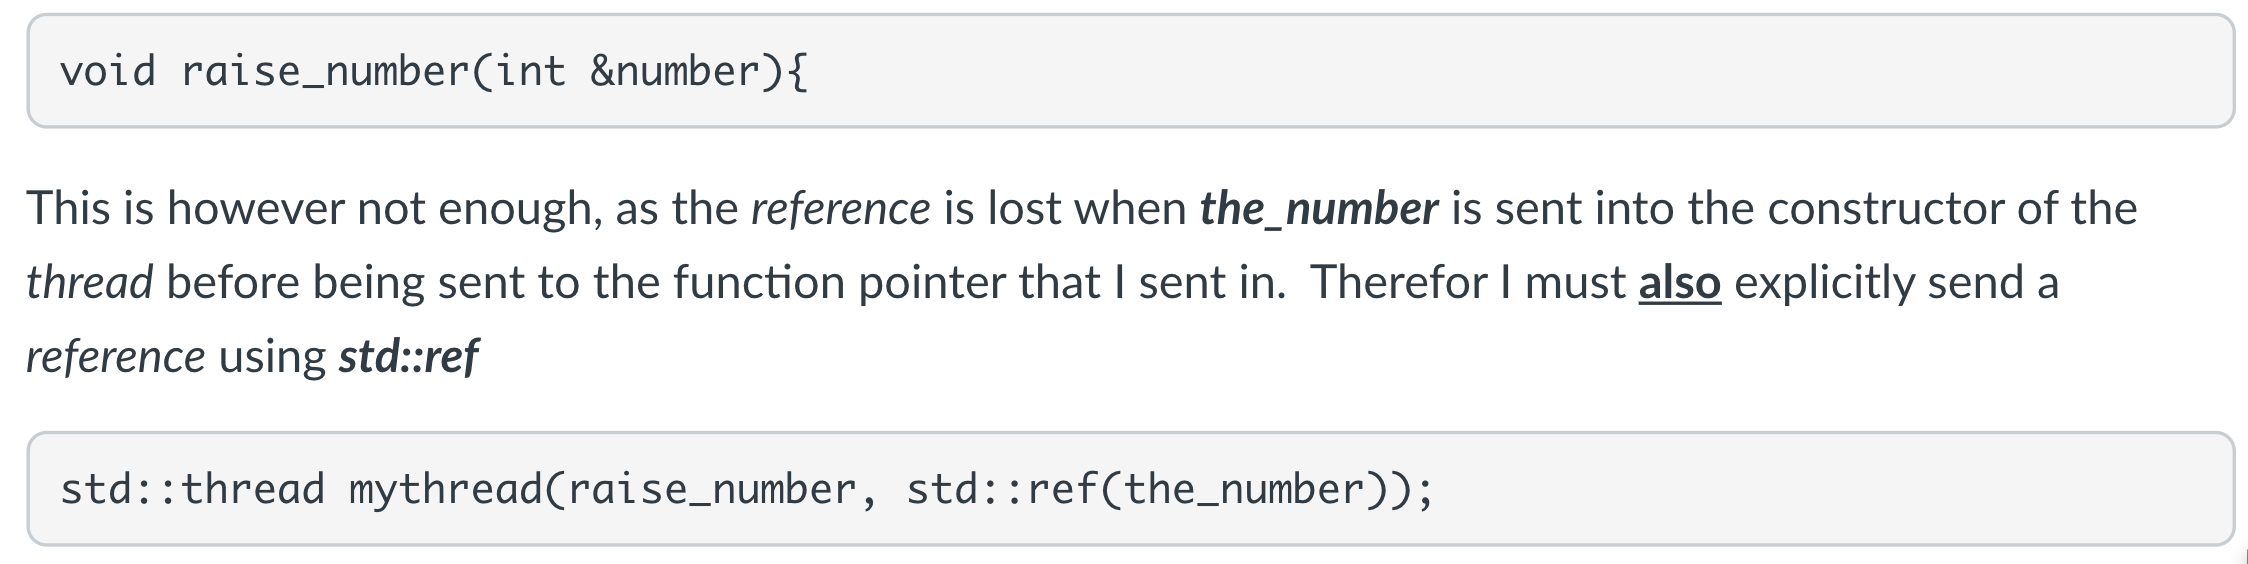 void raise_number(int &number){
This is however not enough, as the reference is lost when the_number is sent into the constructor of the
thread before being sent to the function pointer that I sent in.  Therefor I must also explicitly send a
reference using std::ref
std::thread mythread(raise_number, std::ref(the_number));